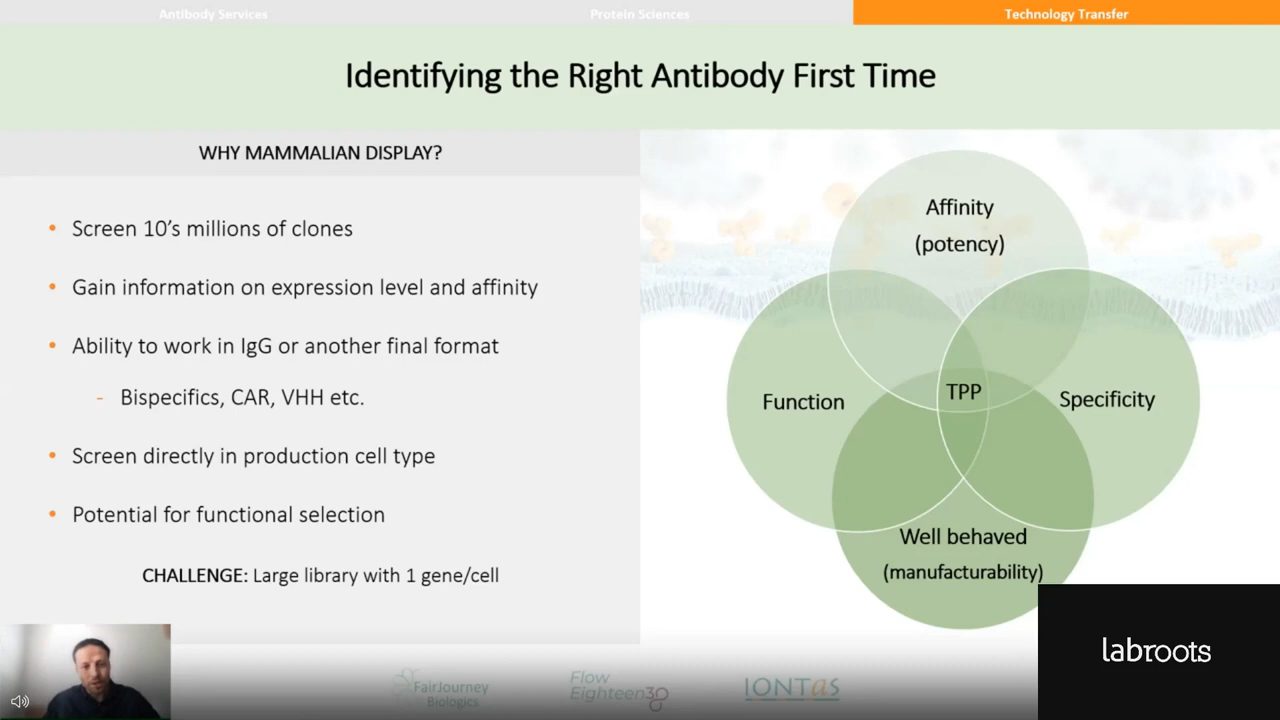 Antibody Services
Protein Sciences
Technology Transfer
Identifying the Right Antibody First Time
WHY MAMMALIAN DISPLAY?
• Screen 10's millions of clones
• Gain information on expression level and affinity
• Ability to work in IgG or another final format
- Bispecifics, CAR, VHH etc.
• Screen directly in production cell type
• Potential for functional selection
CHALLENGE: Large library with 1 gene/cell
Affinity
(potency)
Function
TPP
Specificity
Well behaved
(manufacturability)
labroots
FairJourney
Biologics
Flow
Eighteen38
IONTAS